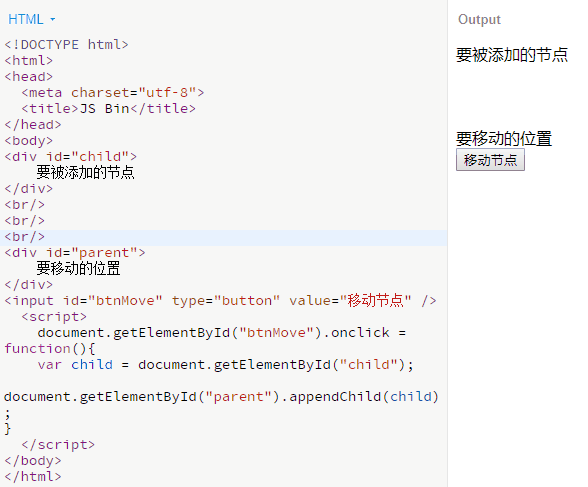 HTML
<!DOCTYPE html>
<html>
<head>
  <meta charset="utf-8">
  <title>JS Bin</title>
</head>
<body>
<div id="child">
    要被添加的节点
</div>
<br/>
<br/>
<br/>
<div id="parent">
    要移动的位置
</div>
<input id="btnMove" type="button" value="移动节点" />
  <script>
    document.getElementById("btnMove").onclick =
function(){
    var child = document.getElementById("child");

document.getElementById("parent").appendChild(child)
;
}
  </script>
</body>
</html>
Output
要被添加的节点
要移动的位置
移动节点